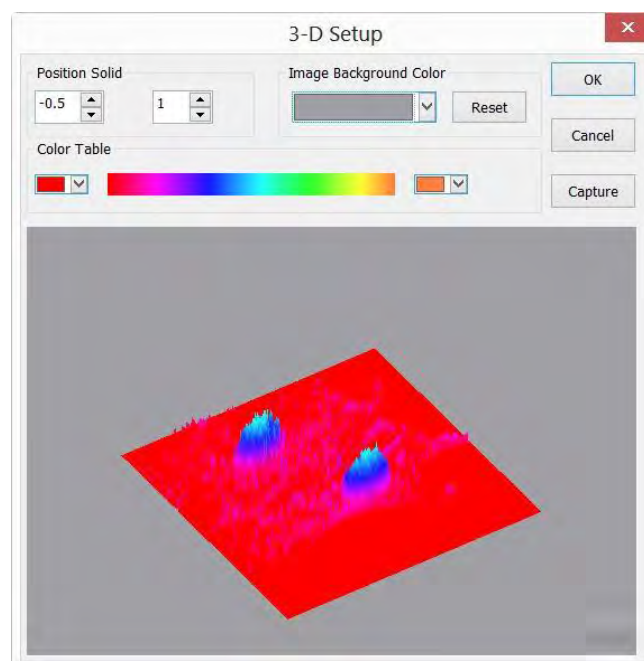 3-D Setup
Position Solid
-0.5
1
Image Background Color
Reset
Color Table
OK
Cancel
Capture